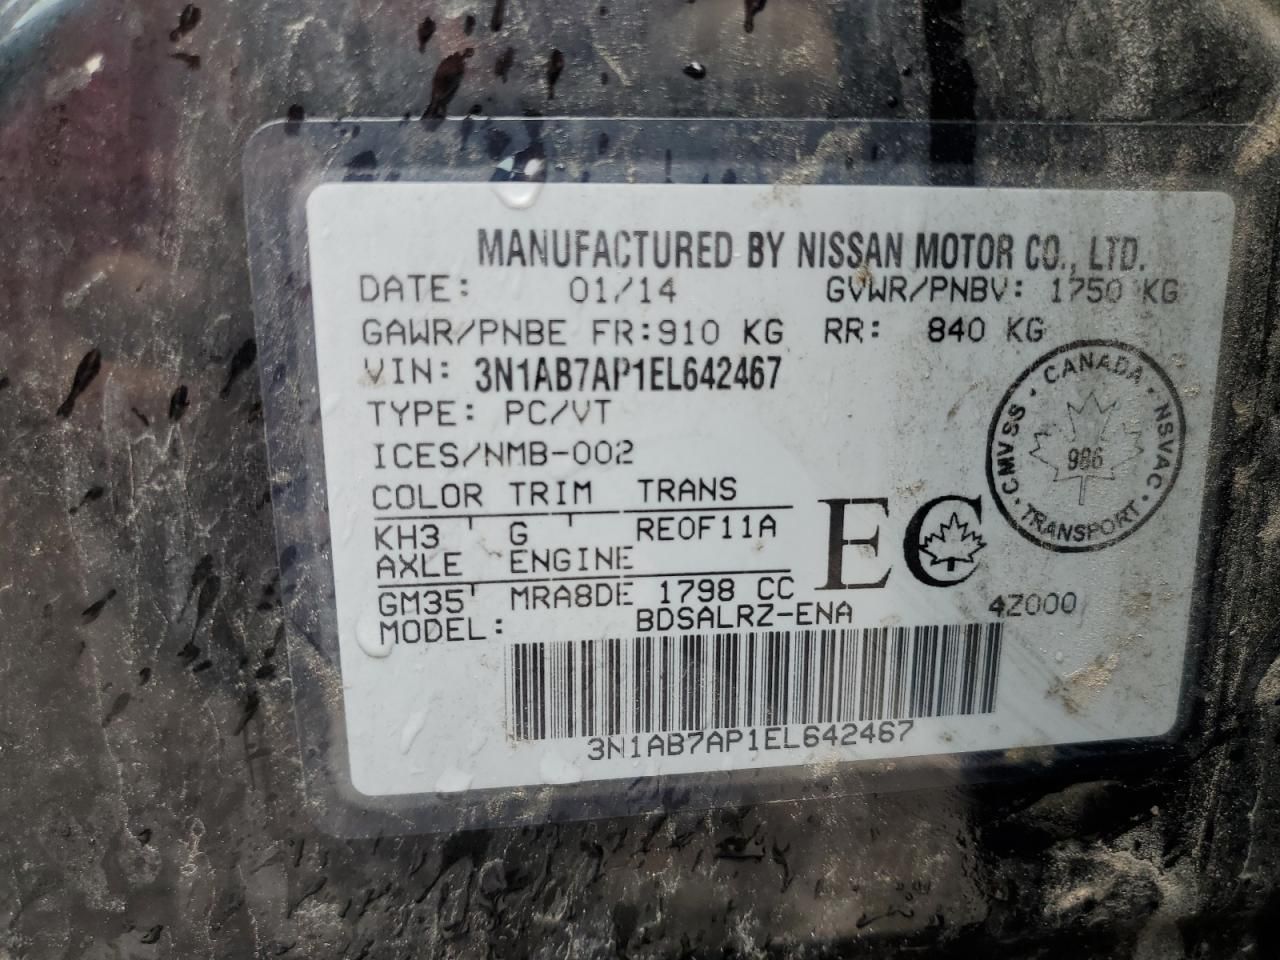 MANUFACTURED BY NISSAN MOTOR CO., LTD.
DATE: 01/14 GVWR/PNBV: 1750 KG
GAWR/PNBE FR:910 KG RR: 840 KG
VIN: 3N1AB7AP1EL642467
TYPE: PC/VT
ICES/NMB-002
COLOR TRIM TRANS
KH3 G RE0F11A
AXLE ENGINE
GM35 MRA8DE 1798 CC
MODEL: BDSALRZ-ENA 4Z000
3N1AB7AP1EL642467
EC
CANADA
CMVSS
NSVAC
986
TRANSPORT